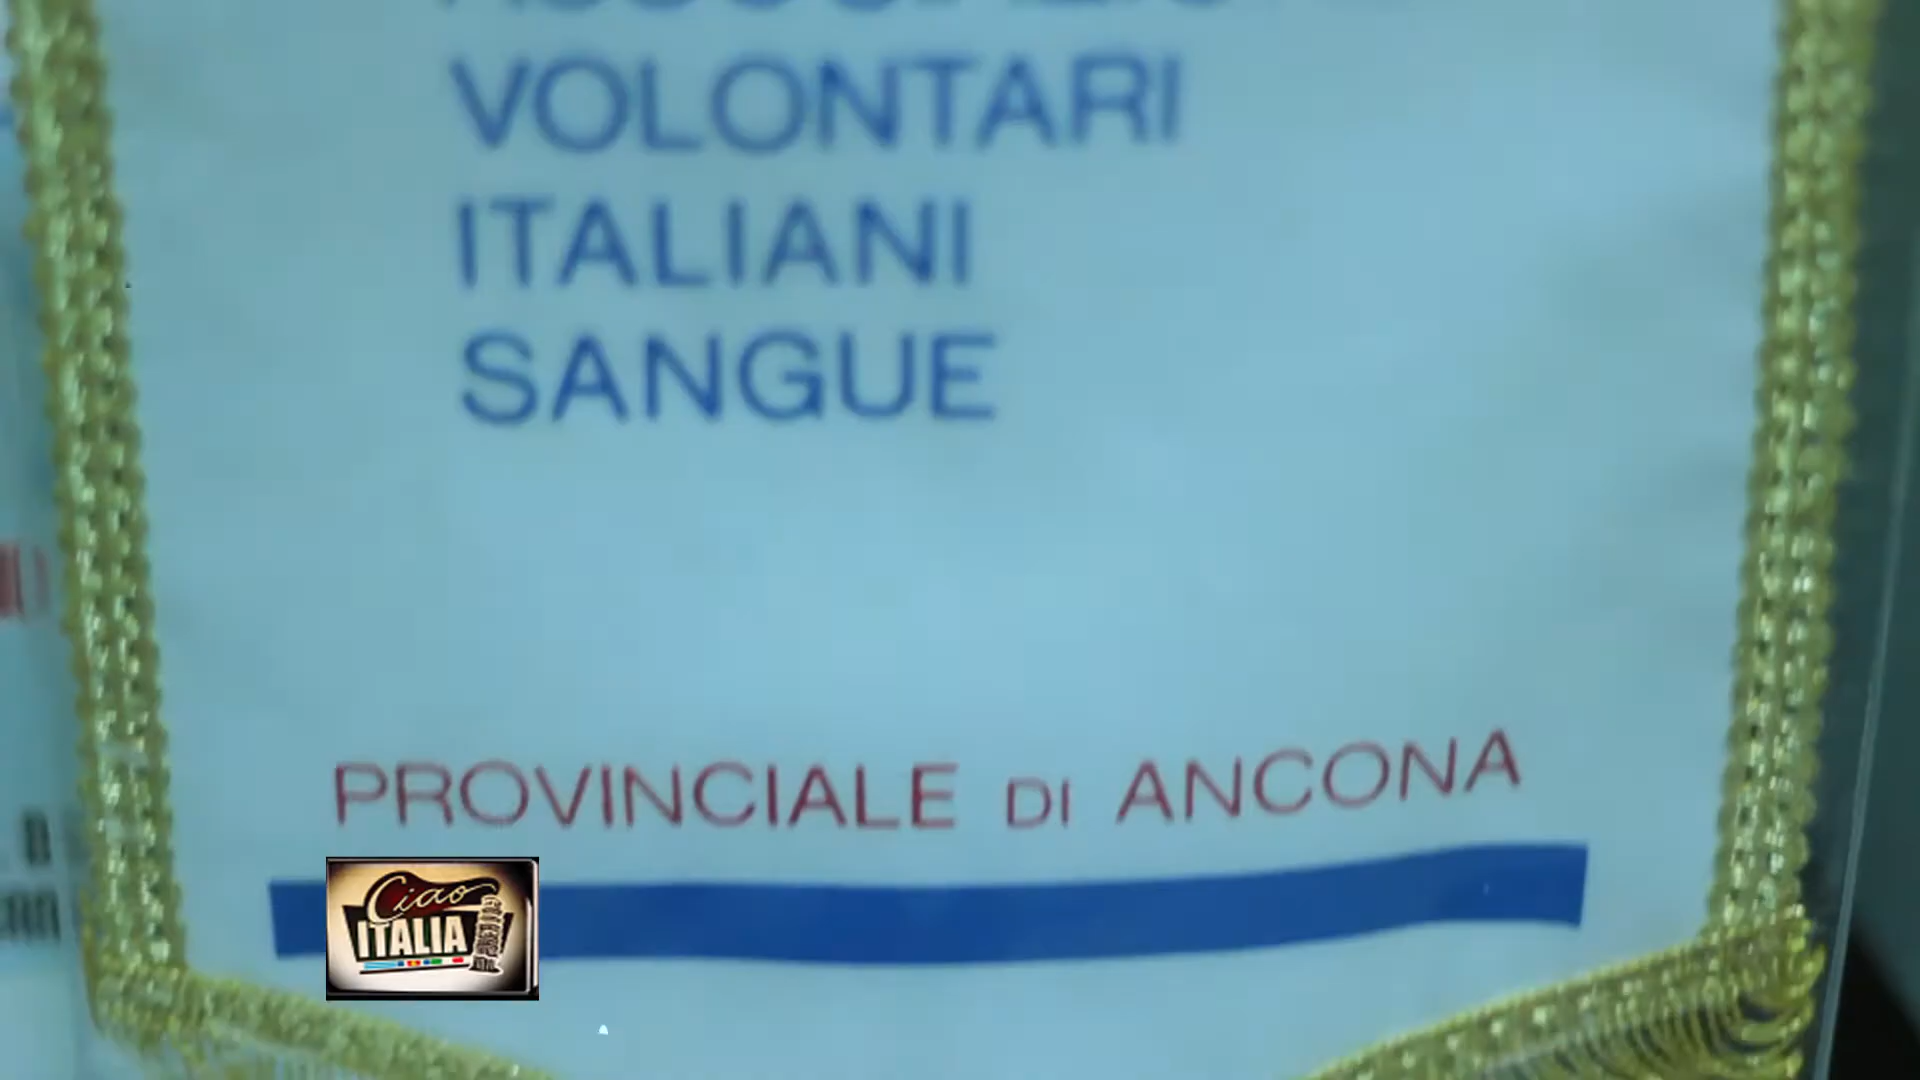 VOLONTARI
ITALIANI
SANGUE
PROVINCIALE DI ANCONA
Ciao
ITALIA